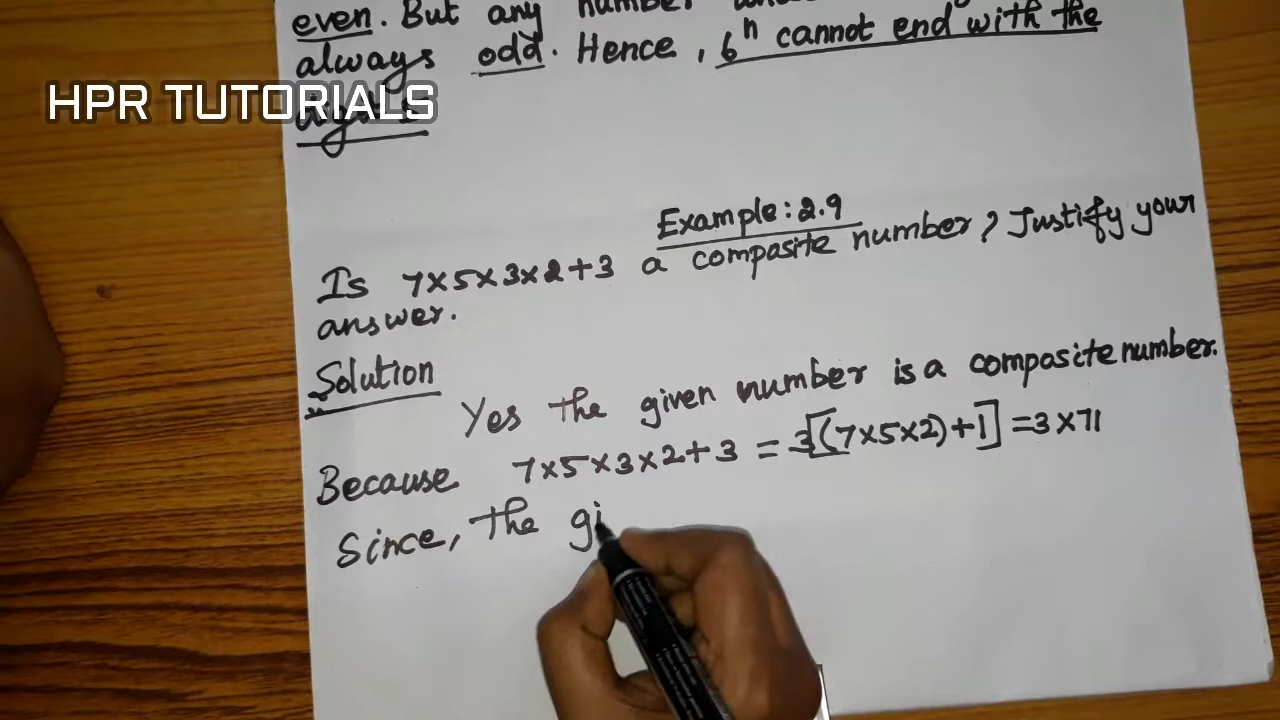 even. But any number
always odd. Hence, 6ⁿ cannot end with the
HPR TUTORIALS
Example: 2.9
Is 7×5×3×2+3 a composite number? Justify your
answer.
Solution
Yes the given number is a composite number.
Because 7×5×3×2+3 = 3[(7×5×2)+1] = 3×71
Since, The gi